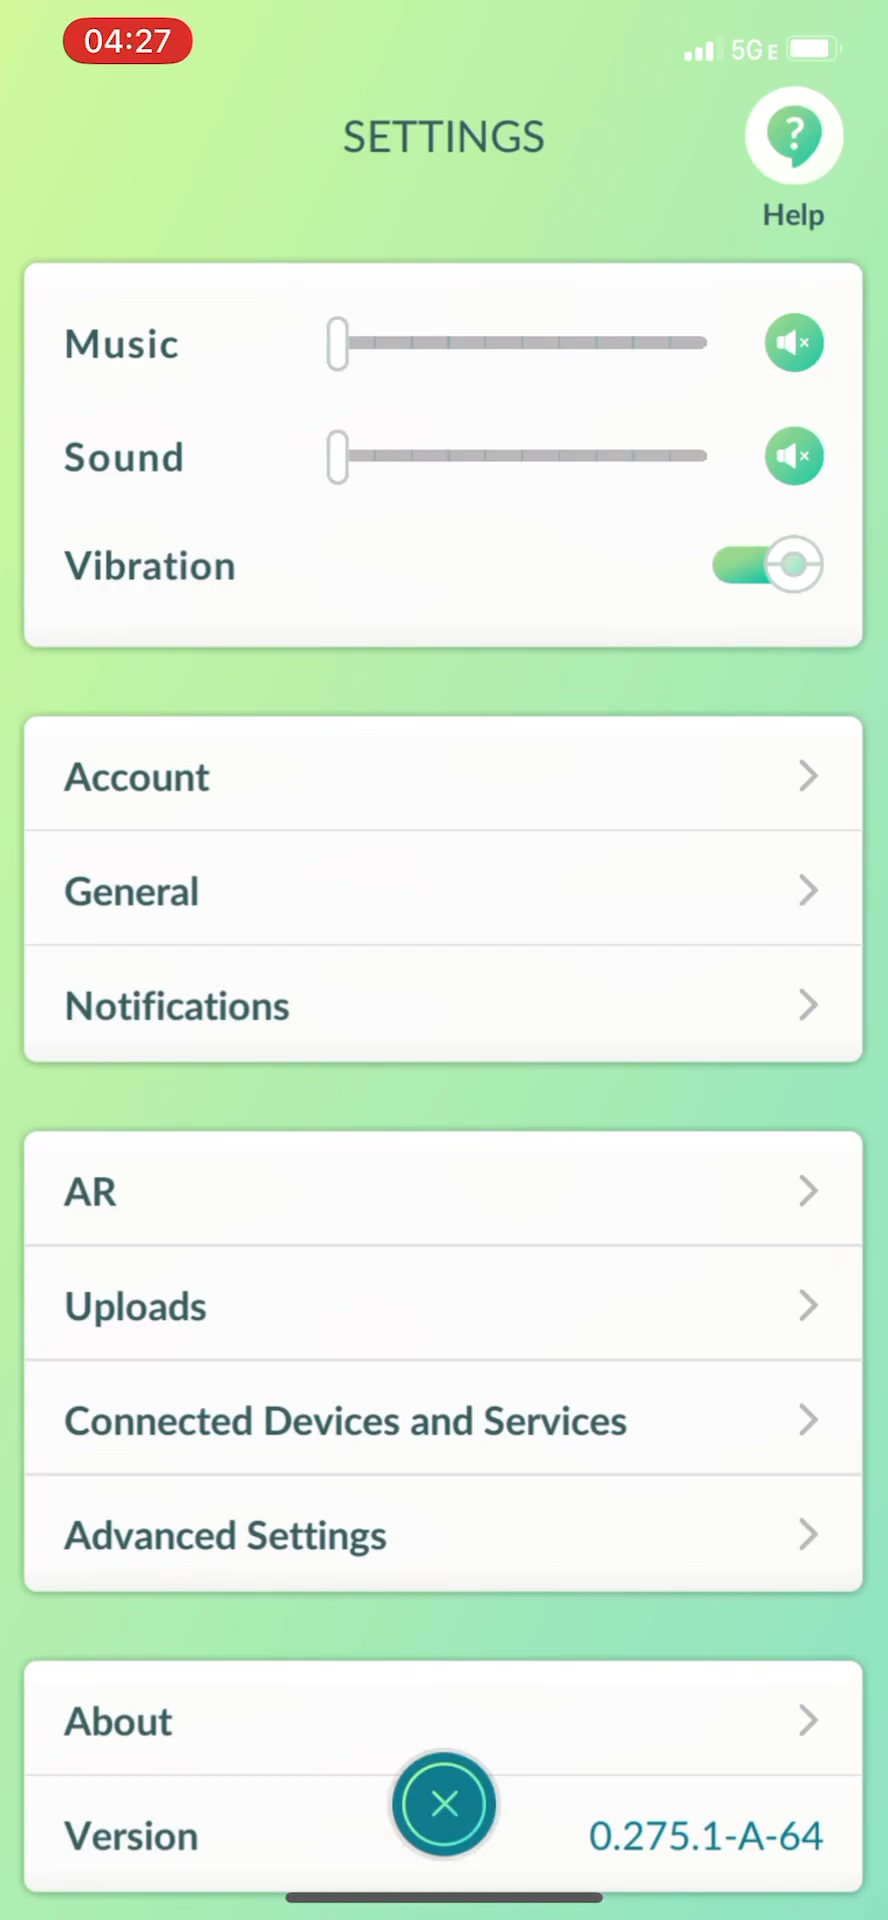 04:27
5G E
SETTINGS
?
Help
Music
Sound
Vibration
Account
General
Notifications
AR
Uploads
Connected Devices and Services
Advanced Settings
About
Version 0.275.1-A-64